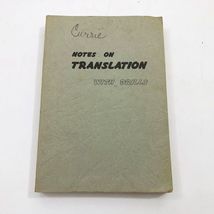 Currie
NOTES ON
TRANSLATION
WITH DRILLS